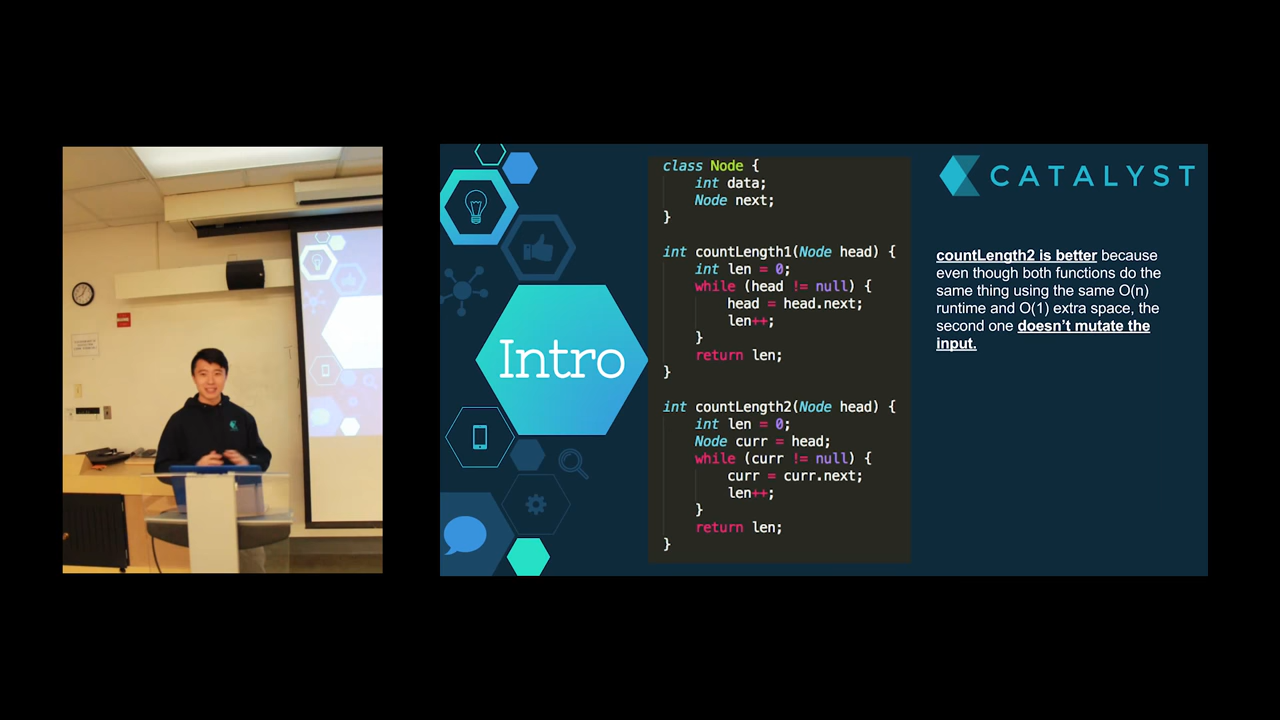 Intro
class Node {
int data;
Node next;
}
int countLength1(Node head) {
int len = 0;
while (head != null) {
head = head.next;
len++;
}
return len;
}
int countLength2(Node head) {
int len = 0;
Node curr = head;
while (curr != null) {
curr = curr.next;
len++;
}
return len;
}
CATALYST
countLength2 is better because
even though both functions do the
same thing using the same O(n)
runtime and O(1) extra space, the
second one doesn’t mutate the
input.